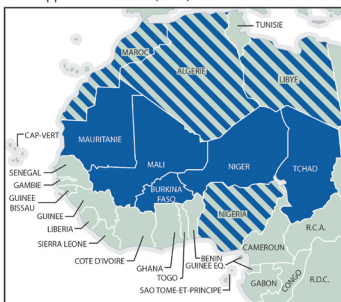 TUNISIE
MAROC
ALGERIE
LIBYE
CAP-VERT
MAURITANIE
MALI
NIGER
TCHAD
SENEGAL
GAMBIE
GUINEE
BISSAU
BURKINA
FASO
NIGERIA
GUINEE
LIBERIA
SIERRA LEONE
COTE D'IVOIRE
GHANA
TOGO
BENIN
GUINEE EQ.
SAO TOME-ET-PRINCIPE
CAMEROUN
R.C.A.
GABON
CONGO
R.D.C.